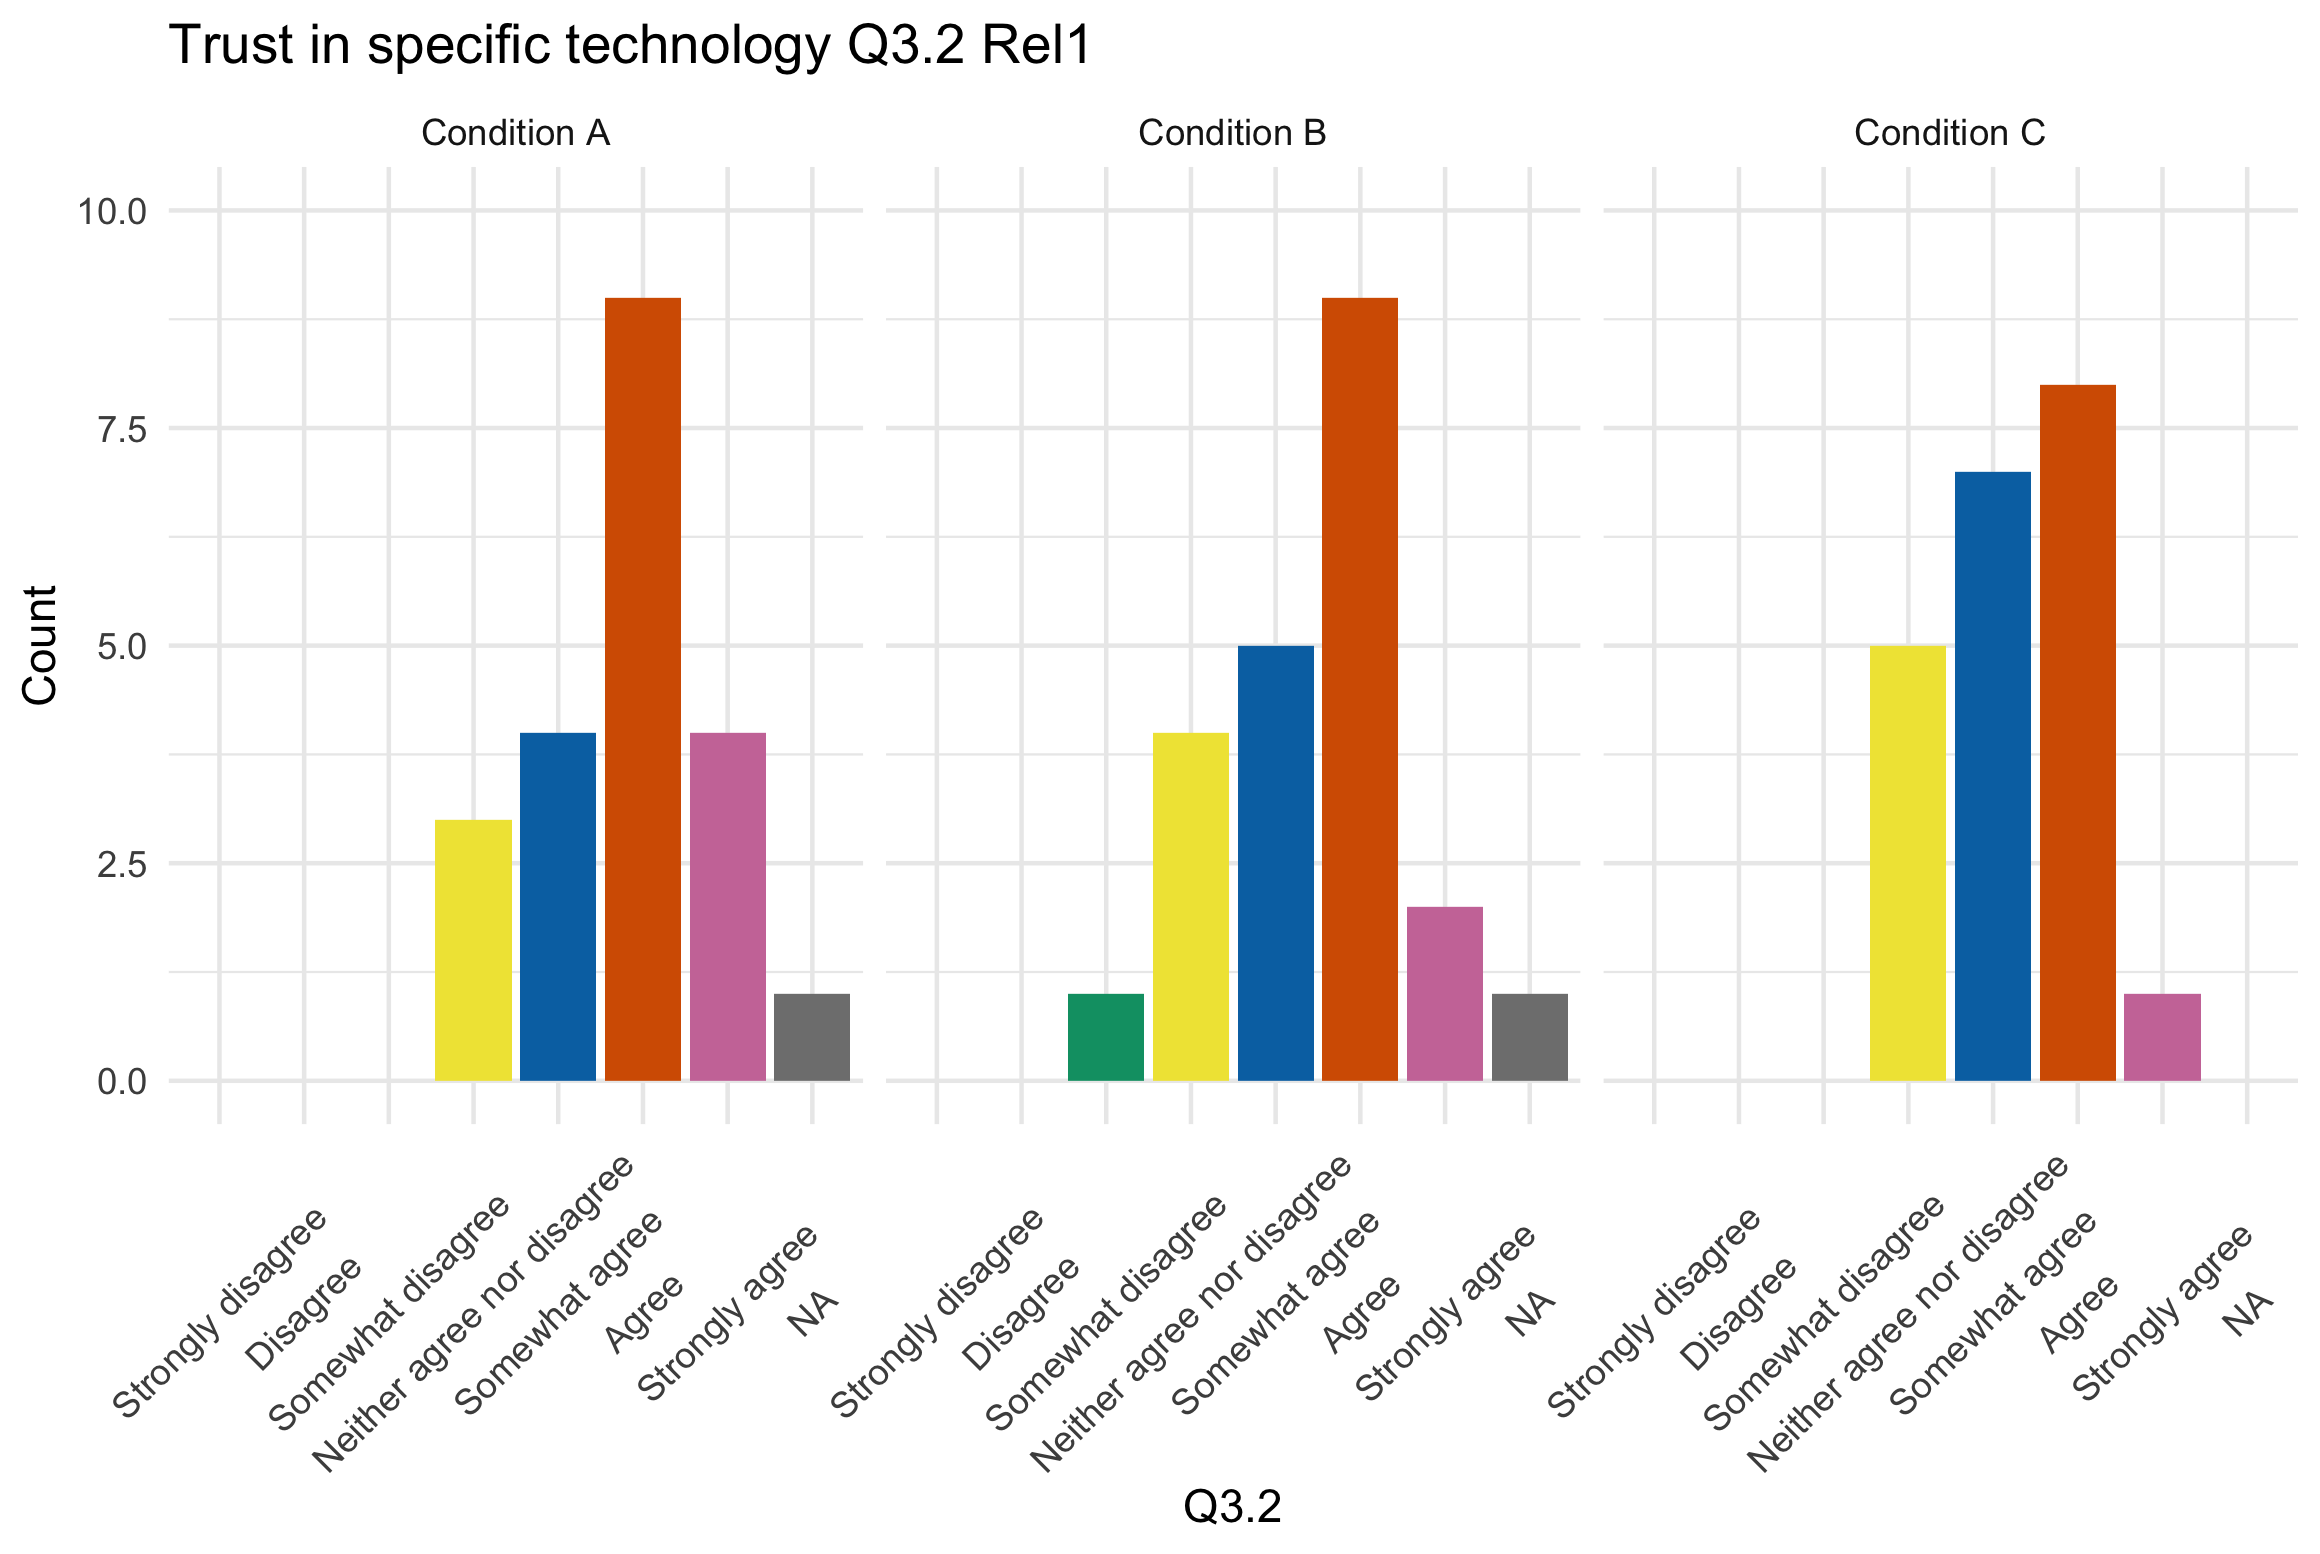 Trust in specific technology Q3.2 Rel1
Condition A
Condition B
Condition C
Count
10.0
7.5
5.0
2.5
0.0
Strongly disagree
Disagree
Somewhat disagree
Neither agree nor disagree
Somewhat agree
Agree
Strongly agree
NA
Strongly disagree
Disagree
Somewhat disagree
Neither agree nor disagree
Somewhat agree
Agree
Strongly agree
NA
Strongly disagree
Disagree
Somewhat disagree
Neither agree nor disagree
Somewhat agree
Agree
Strongly agree
NA
Q3.2